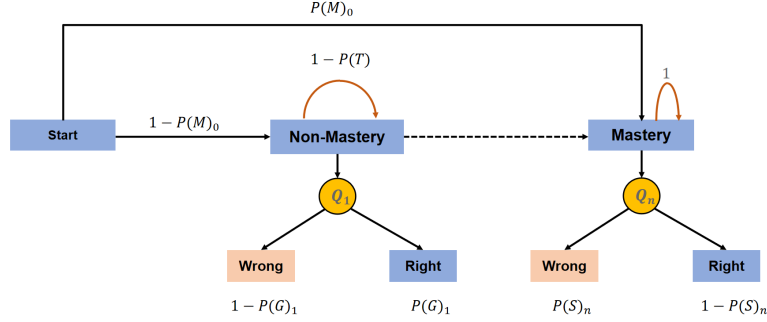 P(M)₀
1 − P(T)
1
Start
1 − P(M)₀
Non-Mastery
Mastery
Q₁
Qₙ
Wrong
Right
Wrong
Right
1 − P(G)₁
P(G)₁
P(S)ₙ
1 − P(S)ₙ